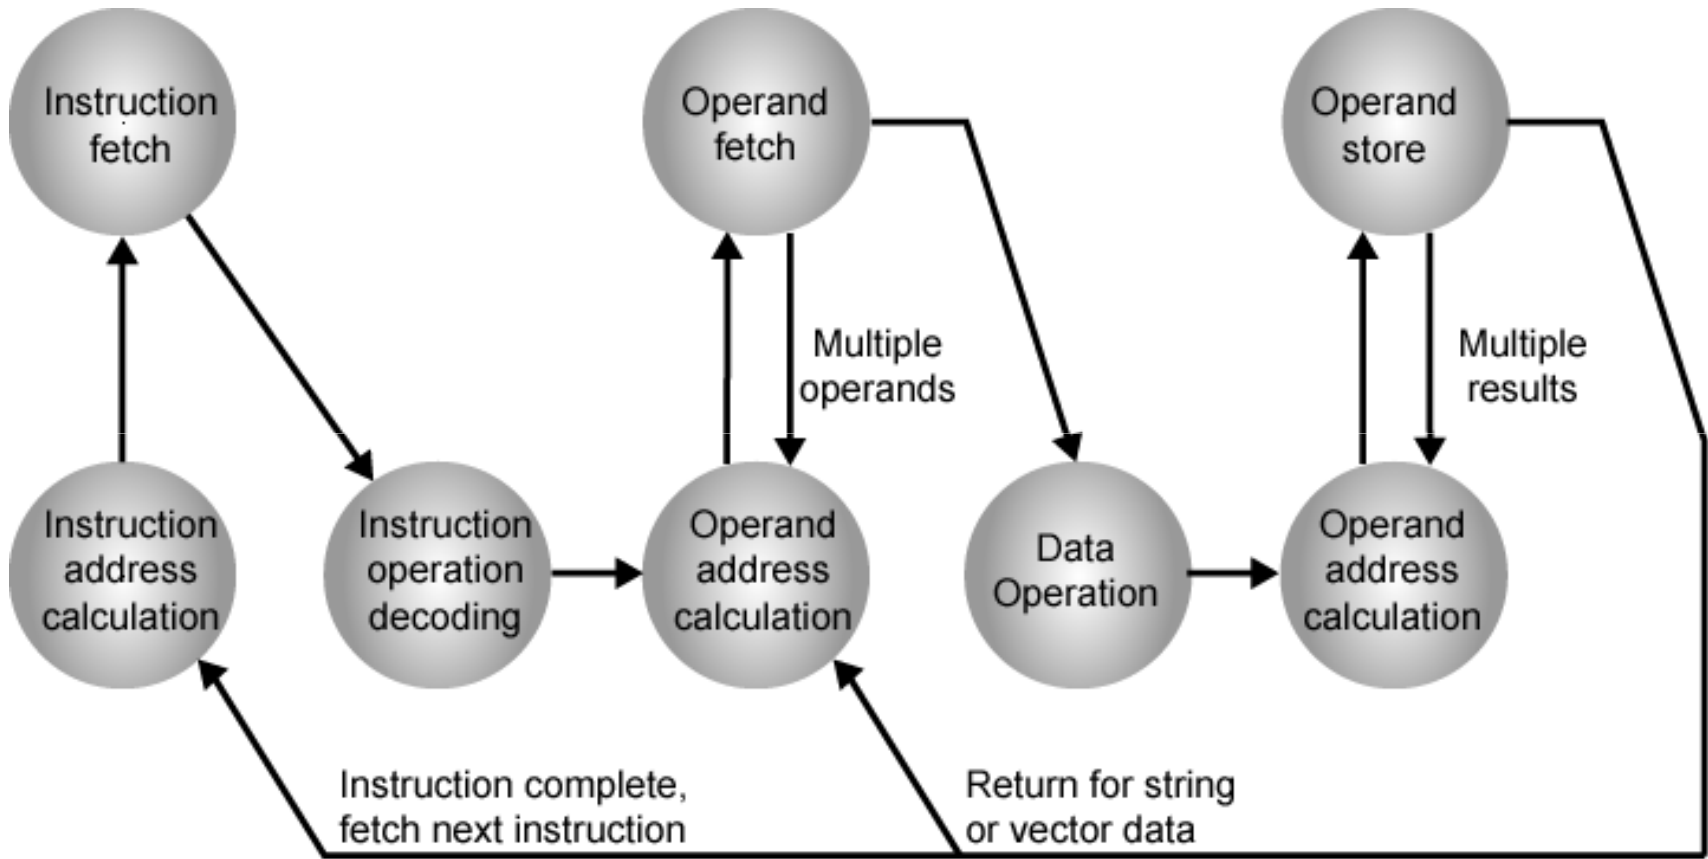 Instruction
fetch
Operand
fetch
Operand
store
Multiple
operands
Multiple
results
Instruction
address
calculation
Instruction
operation
decoding
Operand
address
calculation
Data
Operation
Operand
address
calculation
Instruction complete,
fetch next instruction
Return for string
or vector data